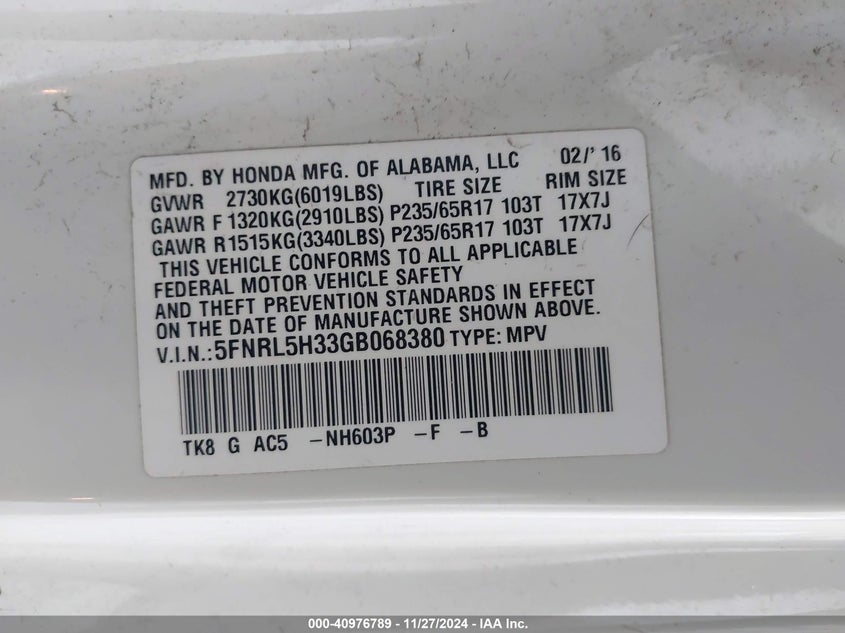 MFD. BY HONDA MFG. OF ALABAMA, LLC 02/' 16
GVWR 2730KG(6019LBS) TIRE SIZE RIM SIZE
GAWR F 1320KG(2910LBS) P235/65R17 103T 17X7J
GAWR R1515KG(3340LBS) P235/65R17 103T 17X7J
THIS VEHICLE CONFORMS TO ALL APPLICABLE
FEDERAL MOTOR VEHICLE SAFETY
AND THEFT PREVENTION STANDARDS IN EFFECT
ON THE DATE OF MANUFACTURE SHOWN ABOVE.
V.I.N.: 5FNRL5H33GB068380 TYPE: MPV
TK8 G AC5 -NH603P -F -B
000-40976789 - 11/27/2024 - IAA Inc.